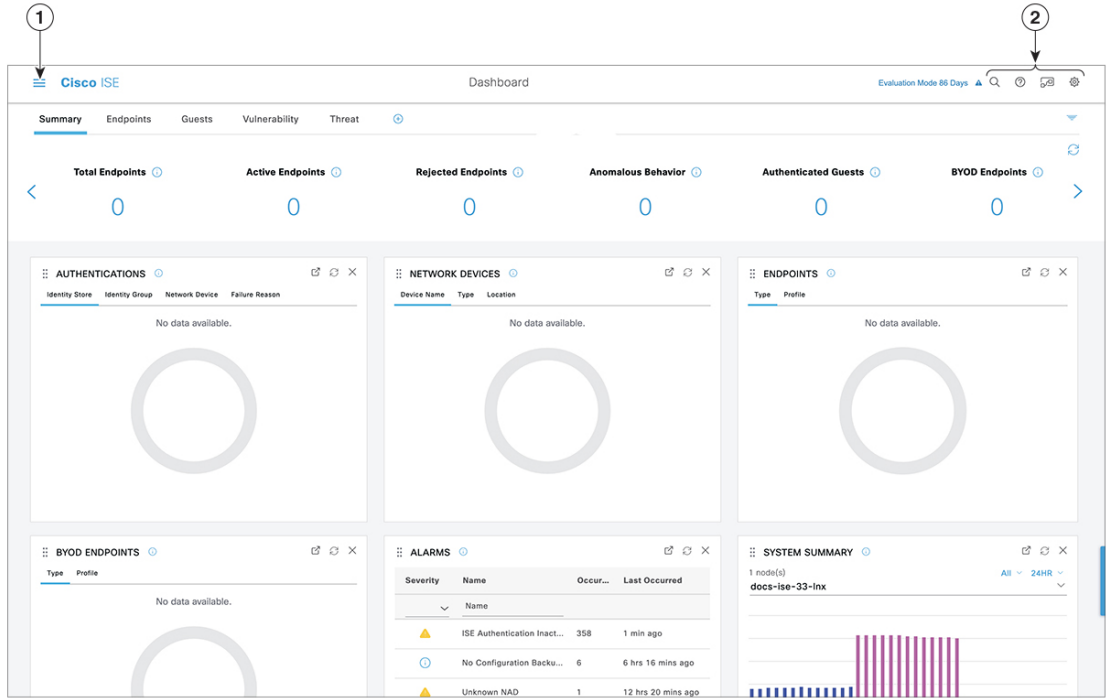 1
2
Cisco ISE
Dashboard
Evaluation Mode 86 Days
Summary Endpoints Guests Vulnerability Threat
Total Endpoints Active Endpoints Rejected Endpoints Anomalous Behavior Authenticated Guests BYOD Endpoints
0 0 0 0 0 0
AUTHENTICATIONS
Identity Store Identity Group Network Device Failure Reason
No data available.
NETWORK DEVICES
Device Name Type Location
No data available.
ENDPOINTS
Type Profile
No data available.
BYOD ENDPOINTS
Type Profile
No data available.
ALARMS
Severity Name Occur... Last Occurred
Name
ISE Authentication Inact... 358 1 min ago
No Configuration Backu... 6 6 hrs 16 mins ago
Unknown NAD 1 12 hrs 20 mins ago
SYSTEM SUMMARY
1 node(s)
All 24HR
docs-ise-33-lnx